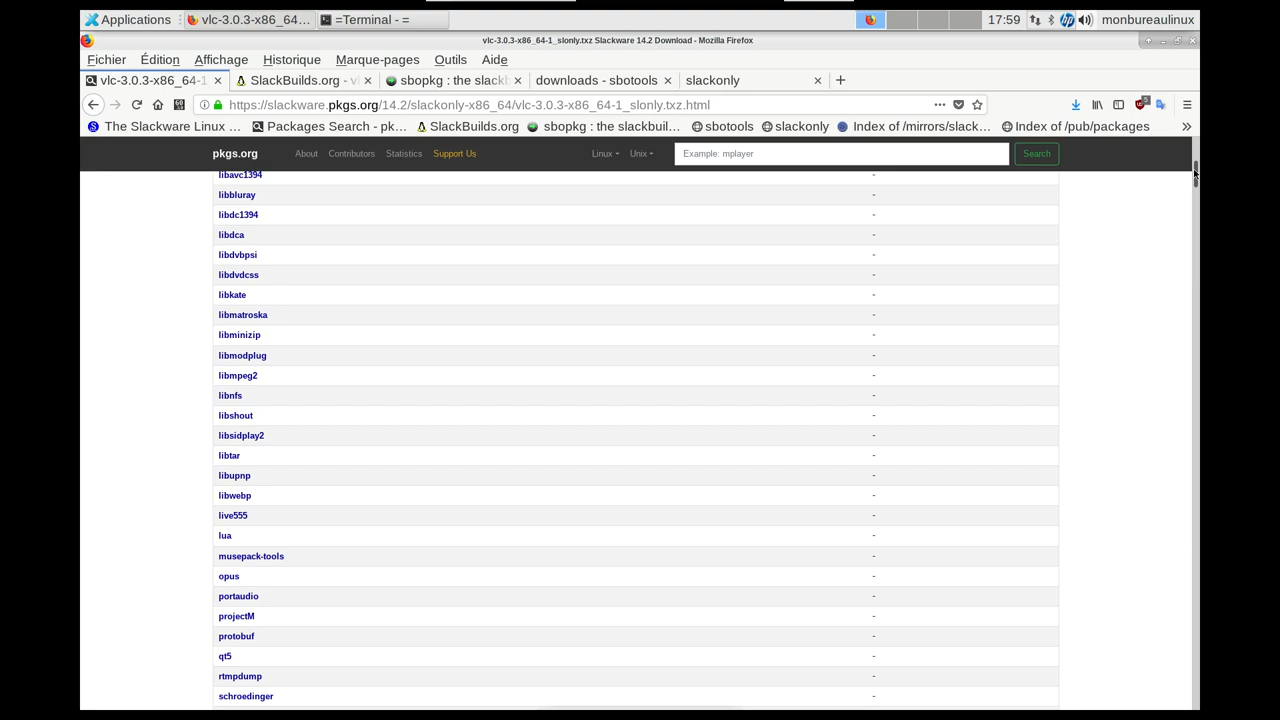 Applications vlc-3.0.3-x86_64... =Terminal - = 17:59 monbureaulinux
vlc-3.0.3-x86_64-1_slonly.txz Slackware 14.2 Download - Mozilla Firefox
Fichier Édition Affichage Historique Marque-pages Outils Aide
vlc-3.0.3-x86_64-1 SlackBuilds.org - v sbopkg : the slackb downloads - sbotools slackonly
https://slackware.pkgs.org/14.2/slackonly-x86_64/vlc-3.0.3-x86_64-1_slonly.txz.html
The Slackware Linux ... Packages Search - pk... SlackBuilds.org sbopkg : the slackbuil... sbotools slackonly Index of /mirrors/slack... Index of /pub/packages
pkgs.org About Contributors Statistics Support Us Linux Unix Example: mplayer Search
libavc1394 -
libbluray -
libdc1394 -
libdca -
libdvbpsi -
libdvdcss -
libkate -
libmatroska -
libminizip -
libmodplug -
libmpeg2 -
libnfs -
libshout -
libsidplay2 -
libtar -
libupnp -
libwebp -
live555 -
lua -
musepack-tools -
opus -
portaudio -
projectM -
protobuf -
qt5 -
rtmpdump -
schroedinger -